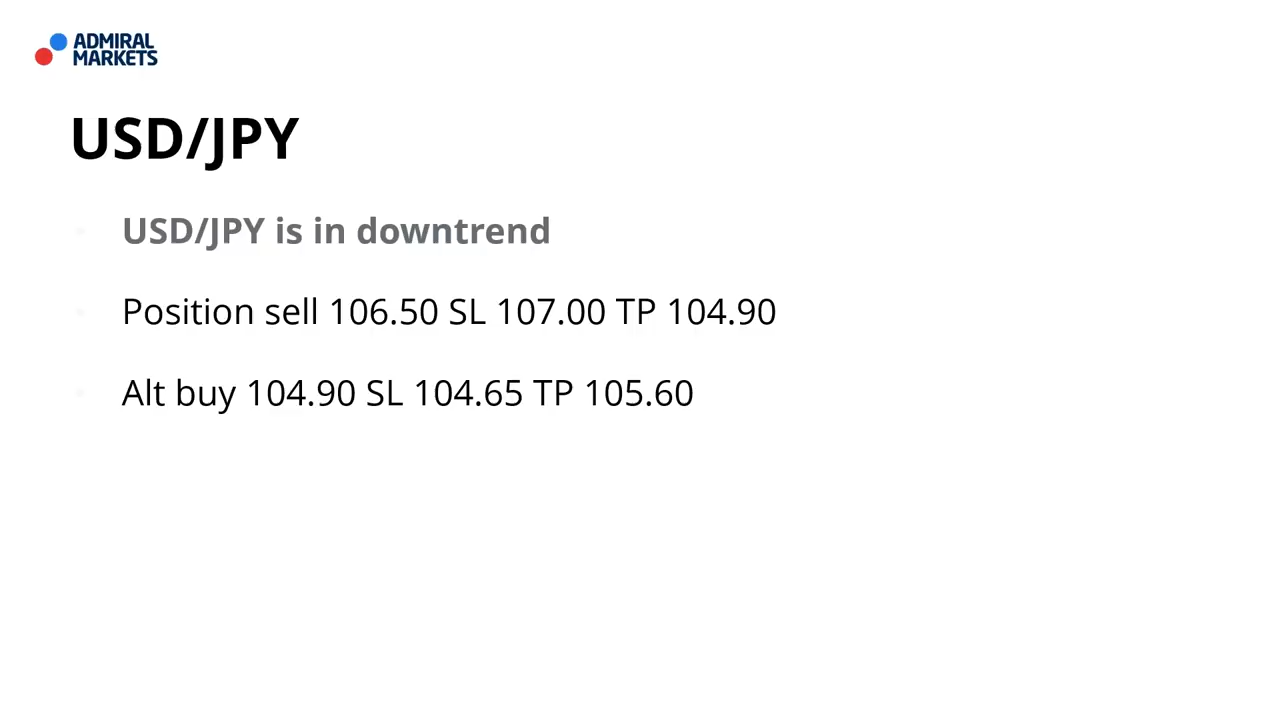 ADMIRAL
MARKETS
USD/JPY
USD/JPY is in downtrend
Position sell 106.50 SL 107.00 TP 104.90
Alt buy 104.90 SL 104.65 TP 105.60